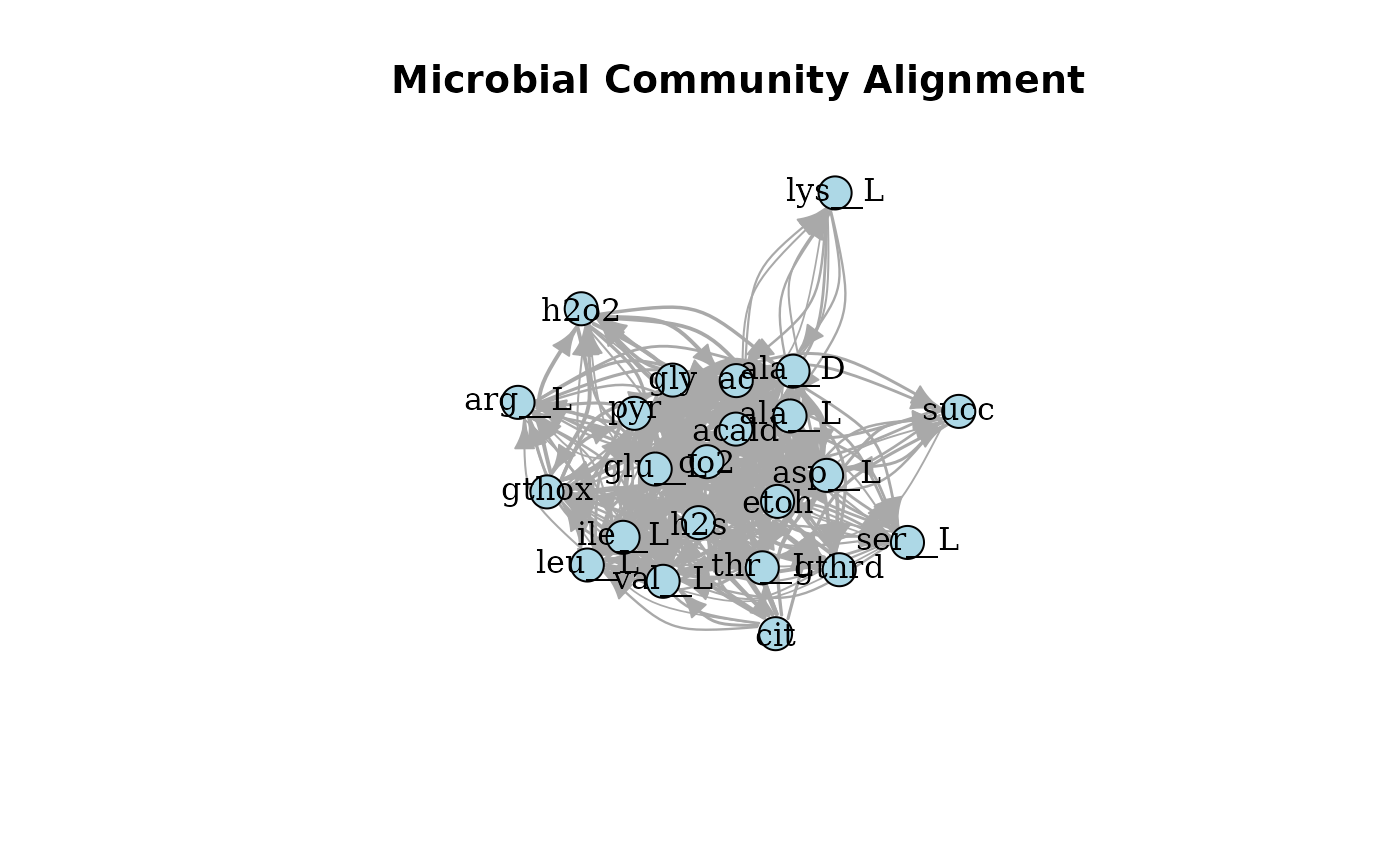 Microbial Community Alignment
lys__L
h2o2
gly
ac
ala__D
arg__L
pyr
ala__L
succ
acald
glu__L
co2
asp__L
gthox
etoh
h2s
ile__L
ser__L
leu__L
val__L
thr__L
gthrd
cit